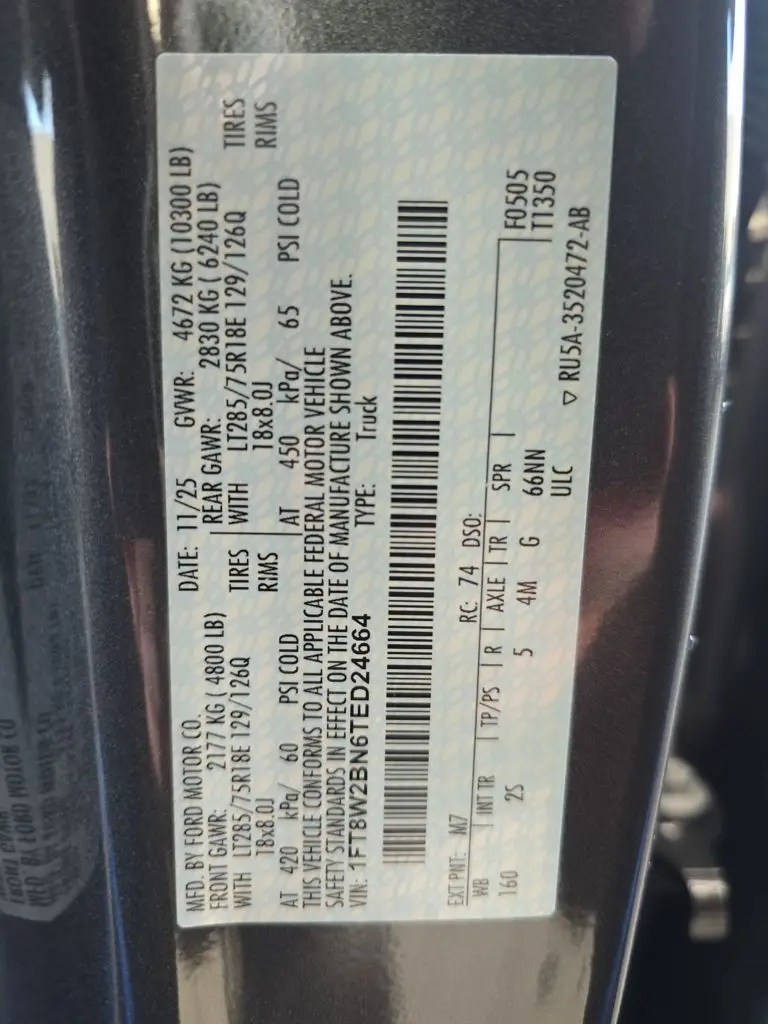 MFD. BY FORD MOTOR CO. DATE: 11/25 GVWR: 4672 KG (10300 LB)
FRONT GAWR: 2177 KG ( 4800 LB) REAR GAWR: 2830 KG ( 6240 LB)
WITH LT285/75R18E 129/126Q TIRES WITH LT285/75R18E 129/126Q TIRES
18x8.0J RIMS 18x8.0J RIMS
AT 420 kPa/ 60 PSI COLD AT 450 kPa/ 65 PSI COLD
THIS VEHICLE CONFORMS TO ALL APPLICABLE FEDERAL MOTOR VEHICLE
SAFETY STANDARDS IN EFFECT ON THE DATE OF MANUFACTURE SHOWN ABOVE.
VIN: 1FT8W2BN6TED24664 TYPE: Truck
EXT PNT: M7 RC: 74 DSO:
WB INT TR TP/PS R AXLE TR SPR F0505
160 2S 5 4M G 66NN T1350
ULC
RU5A-3520472-AB